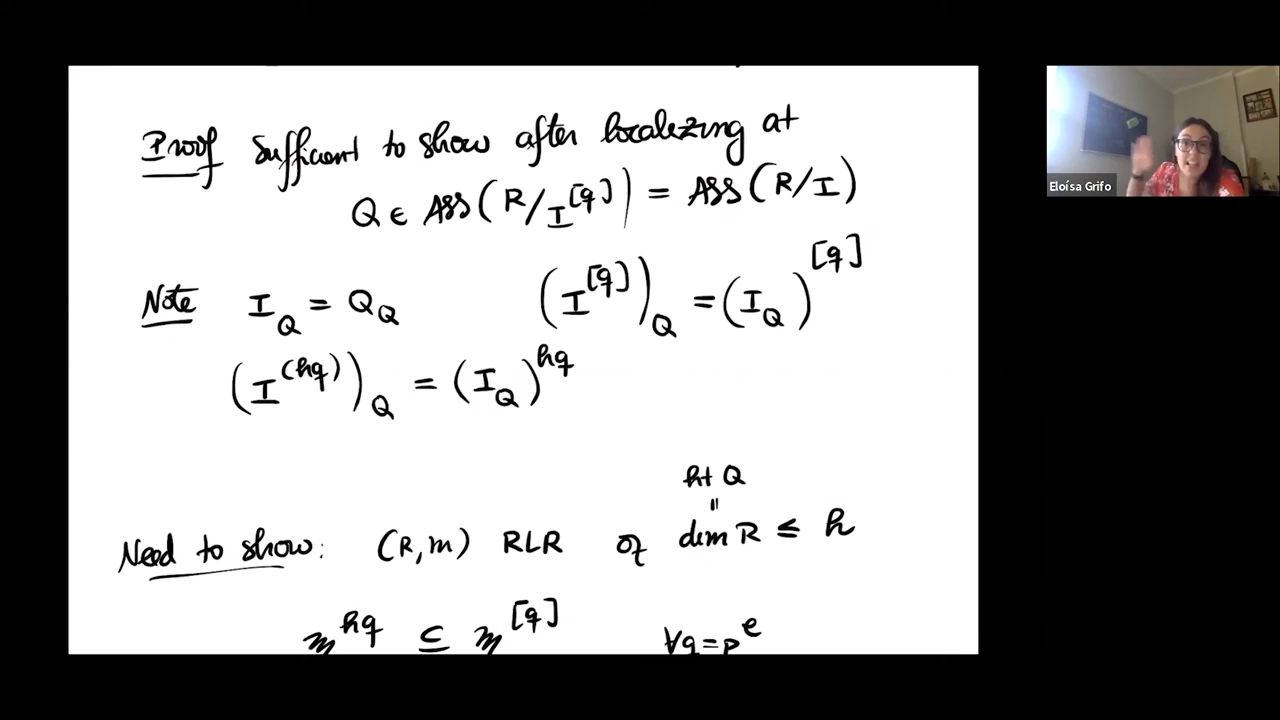 Proof Sufficient to show after localizing at
Q ∈ Ass(R/I^[q]) = Ass(R/I)
Note I_Q = Q_Q (I^[q])_Q = (I_Q)^[q]
(I^(hq))_Q = (I_Q)^hq
ht Q
"
Need to show: (R, m) RLR of dim R ≤ h
m^hq ⊆ m^[q] ∀q=p^e
Eloísa Grifo